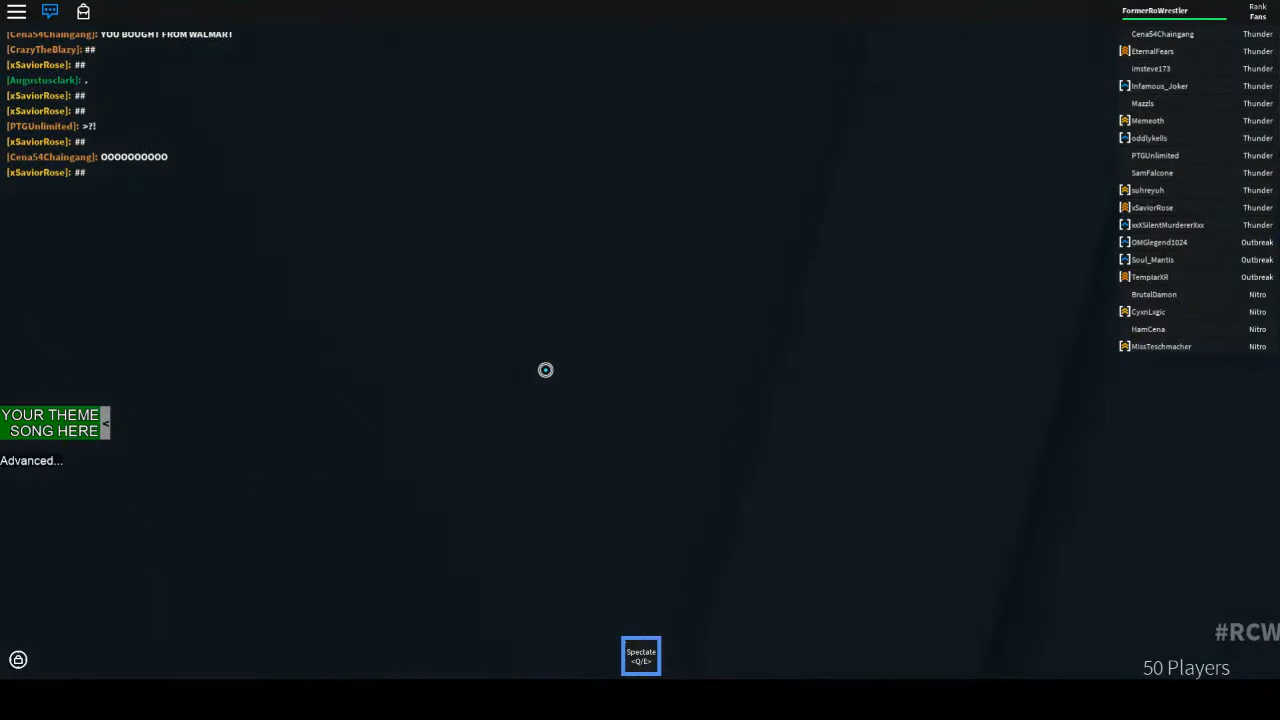 [Cena54Chaingang]: YOU BOUGHT FROM WALMART
[CrazyTheBlazy]: ##
[xSaviorRose]: ##
[Augustusclark]: .
[xSaviorRose]: ##
[xSaviorRose]: ##
[PTGUnlimited]: >?!
[xSaviorRose]: ##
[Cena54Chaingang]: OOOOOOOOOO
[xSaviorRose]: ##
FormerRoWrestler Rank Fans
Cena54Chaingang Thunder
EternalFears Thunder
imsteve173 Thunder
Infamous_Joker Thunder
Mazzls Thunder
Memeoth Thunder
oddlykells Thunder
PTGUnlimited Thunder
SamFalcone Thunder
suhreyuh Thunder
xSaviorRose Thunder
xxXSilentMurdererXxx Thunder
OMGlegend1024 Outbreak
Soul_Mantis Outbreak
TemplarXR Outbreak
BrutalDamon Nitro
CyxnLxgic Nitro
HamCena Nitro
MissTeschmacher Nitro
YOUR THEME
SONG HERE <
Advanced...
Spectate
<Q/E>
#RCW
50 Players